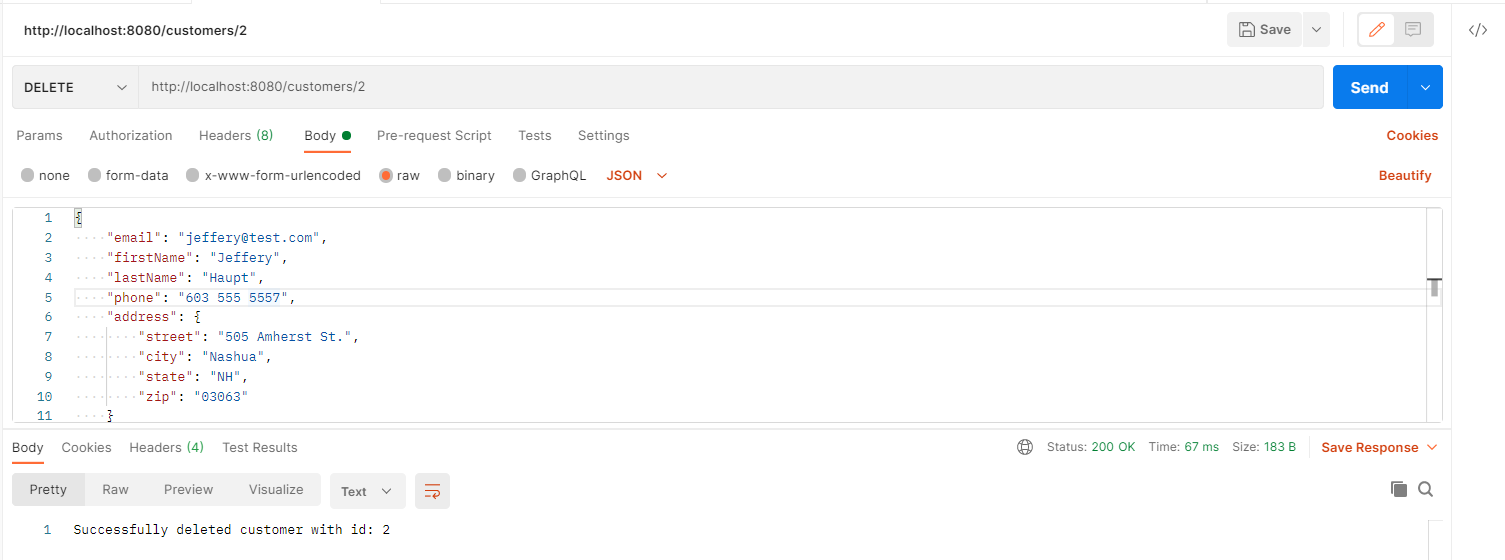 http://localhost:8080/customers/2
Save
</>
DELETE
http://localhost:8080/customers/2
Send
Params Authorization Headers (8) Body Pre-request Script Tests Settings Cookies
none form-data x-www-form-urlencoded raw binary GraphQL JSON Beautify
1 {
2 "email": "jeffery@test.com",
3 "firstName": "Jeffery",
4 "lastName": "Haupt",
5 "phone": "603 555 5557",
6 "address": {
7 "street": "505 Amherst St.",
8 "city": "Nashua",
9 "state": "NH",
10 "zip": "03063"
11 }
Body Cookies Headers (4) Test Results Status: 200 OK Time: 67 ms Size: 183 B Save Response
Pretty Raw Preview Visualize Text
1 Successfully deleted customer with id: 2